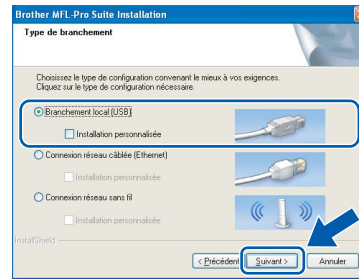 Brother MFL-Pro Suite Installation
Type de branchement
Choisissez le type de configuration convenant le mieux à vos exigences.
Cliquez sur le type de configuration nécessaire.
Branchement local (USB)
Installation personnalisée
Connexion réseau câblée (Ethernet)
Installation personnalisée
Connexion réseau sans fil
Installation personnalisée
InstallShield
< Précédent Suivant > Annuler